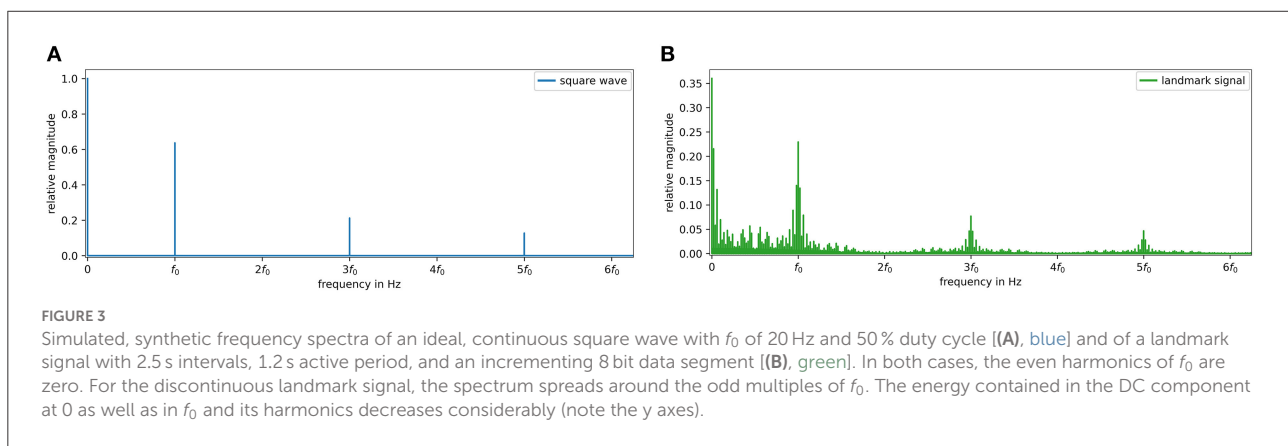 A
square wave
1.0
0.8
0.6
0.4
0.2
0.0
relative magnitude
0 f₀ 2f₀ 3f₀ 4f₀ 5f₀ 6f₀
frequency in Hz
B
landmark signal
0.35
0.30
0.25
0.20
0.15
0.10
0.05
0.00
relative magnitude
0 f₀ 2f₀ 3f₀ 4f₀ 5f₀ 6f₀
frequency in Hz
FIGURE 3
Simulated, synthetic frequency spectra of an ideal, continuous square wave with f₀ of 20 Hz and 50 % duty cycle [(A), blue] and of a landmark
signal with 2.5 s intervals, 1.2 s active period, and an incrementing 8 bit data segment [(B), green]. In both cases, the even harmonics of f₀ are
zero. For the discontinuous landmark signal, the spectrum spreads around the odd multiples of f₀. The energy contained in the DC component
at 0 as well as in f₀ and its harmonics decreases considerably (note the y axes).